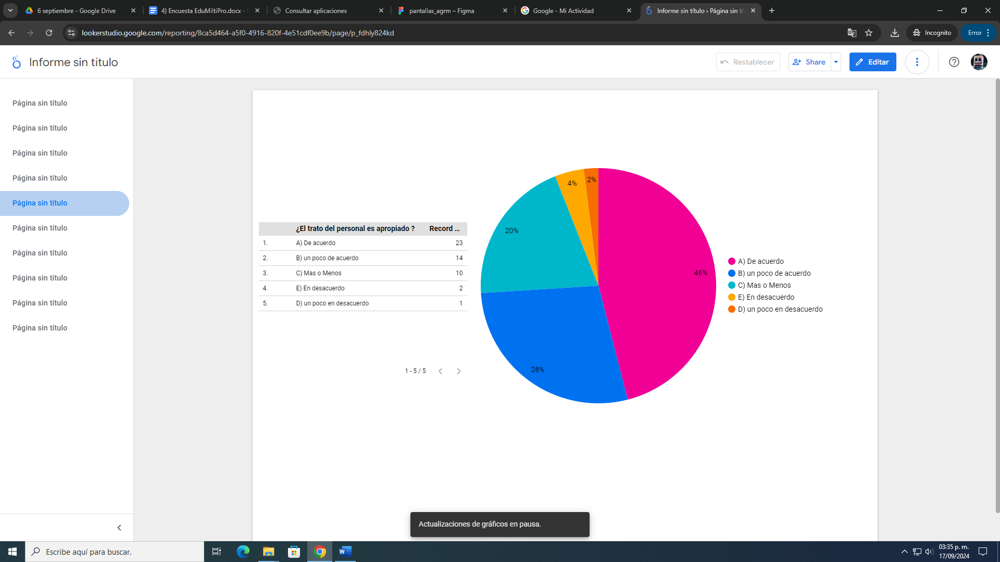 6 septiembre - Google Drive
4) Encuesta EduMiltiPro.docx -
Consultar aplicaciones
pantallas_agrm – Figma
Google - Mi Actividad
Informe sin título › Página sin tí
lookerstudio.google.com/reporting/8ca5d464-a5f0-4916-820f-4e51cdf0ee9b/page/p_fdhly824kd
Incognito
Error
Informe sin título
Restablecer
Share
Editar
Página sin título
Página sin título
Página sin título
Página sin título
Página sin título
Página sin título
Página sin título
Página sin título
Página sin título
Página sin título
¿El trato del personal es apropiado ? Record ...
1. A) De acuerdo 23
2. B) un poco de acuerdo 14
3. C) Mas o Menos 10
4. E) En desacuerdo 2
5. D) un poco en desacuerdo 1
1 - 5 / 5
4%
2%
20%
46%
28%
A) De acuerdo
B) un poco de acuerdo
C) Mas o Menos
E) En desacuerdo
D) un poco en desacuerdo
Actualizaciones de gráficos en pausa.
Escribe aquí para buscar.
03:35 p. m.
17/09/2024